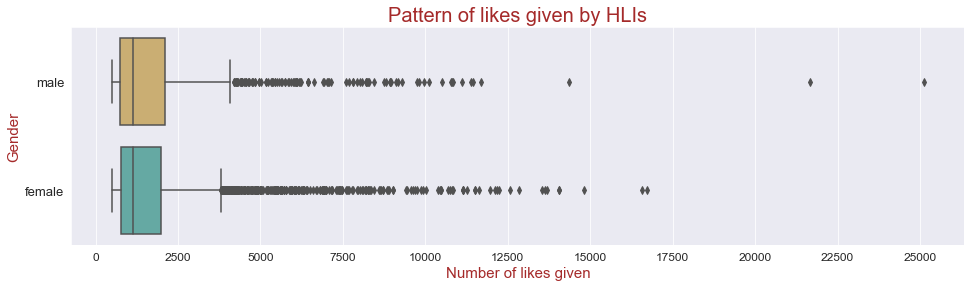 Pattern of likes given by HLIs
Gender
male
female
0 2500 5000 7500 10000 12500 15000 17500 20000 22500 25000
Number of likes given